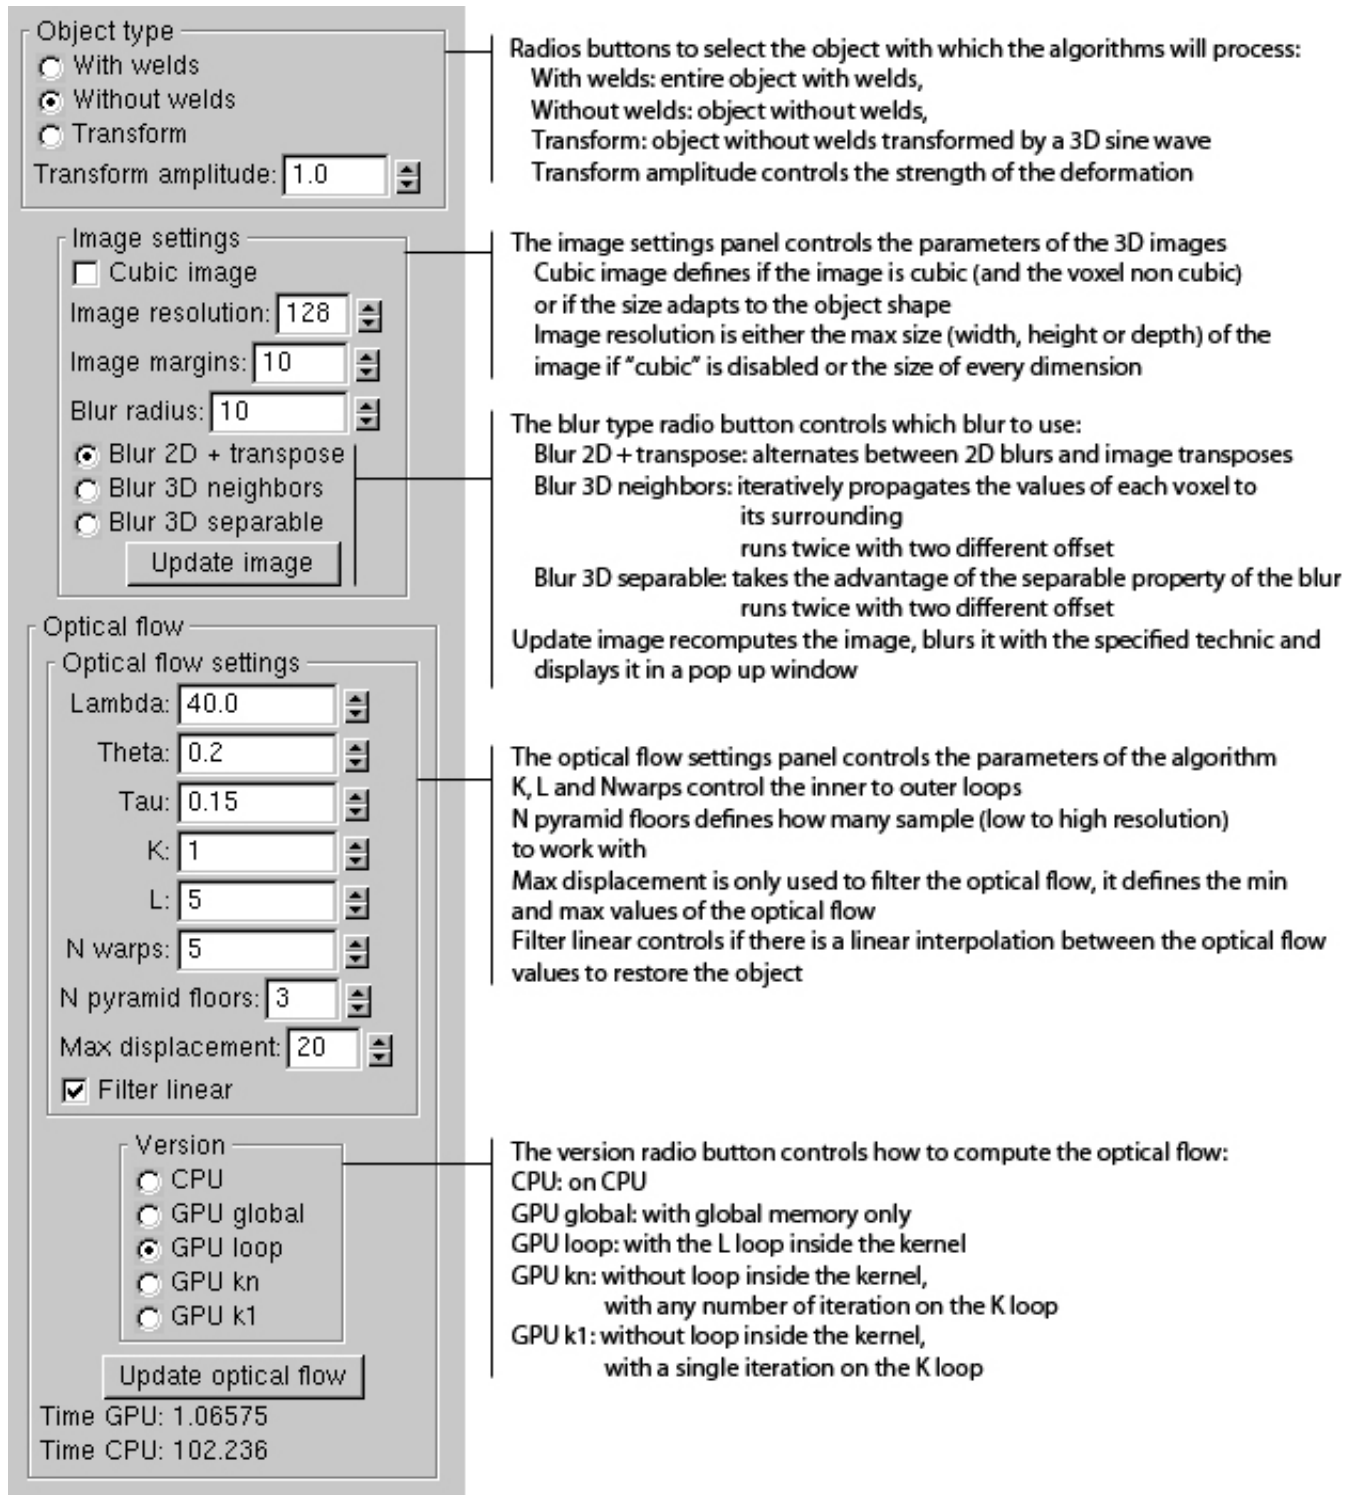 Object type
With welds
Without welds
Transform
Transform amplitude: 1.0
Radios buttons to select the object with which the algorithms will process:
With welds: entire object with welds,
Without welds: object without welds,
Transform: object without welds transformed by a 3D sine wave
Transform amplitude controls the strength of the deformation
Image settings
Cubic image
Image resolution: 128
Image margins: 10
Blur radius: 10
Blur 2D + transpose
Blur 3D neighbors
Blur 3D separable
Update image
The image settings panel controls the parameters of the 3D images
Cubic image defines if the image is cubic (and the voxel non cubic)
or if the size adapts to the object shape
Image resolution is either the max size (width, height or depth) of the
image if “cubic” is disabled or the size of every dimension
The blur type radio button controls which blur to use:
Blur 2D + transpose: alternates between 2D blurs and image transposes
Blur 3D neighbors: iteratively propagates the values of each voxel to
its surrounding
runs twice with two different offset
Blur 3D separable: takes the advantage of the separable property of the blur
runs twice with two different offset
Update image recomputes the image, blurs it with the specified technic and
displays it in a pop up window
Optical flow
Optical flow settings
Lambda: 40.0
Theta: 0.2
Tau: 0.15
K: 1
L: 5
N warps: 5
N pyramid floors: 3
Max displacement: 20
Filter linear
The optical flow settings panel controls the parameters of the algorithm
K, L and Nwarps control the inner to outer loops
N pyramid floors defines how many sample (low to high resolution)
to work with
Max displacement is only used to filter the optical flow, it defines the min
and max values of the optical flow
Filter linear controls if there is a linear interpolation between the optical flow
values to restore the object
Version
CPU
GPU global
GPU loop
GPU kn
GPU k1
Update optical flow
Time GPU: 1.06575
Time CPU: 102.236
The version radio button controls how to compute the optical flow:
CPU: on CPU
GPU global: with global memory only
GPU loop: with the L loop inside the kernel
GPU kn: without loop inside the kernel,
with any number of iteration on the K loop
GPU k1: without loop inside the kernel,
with a single iteration on the K loop